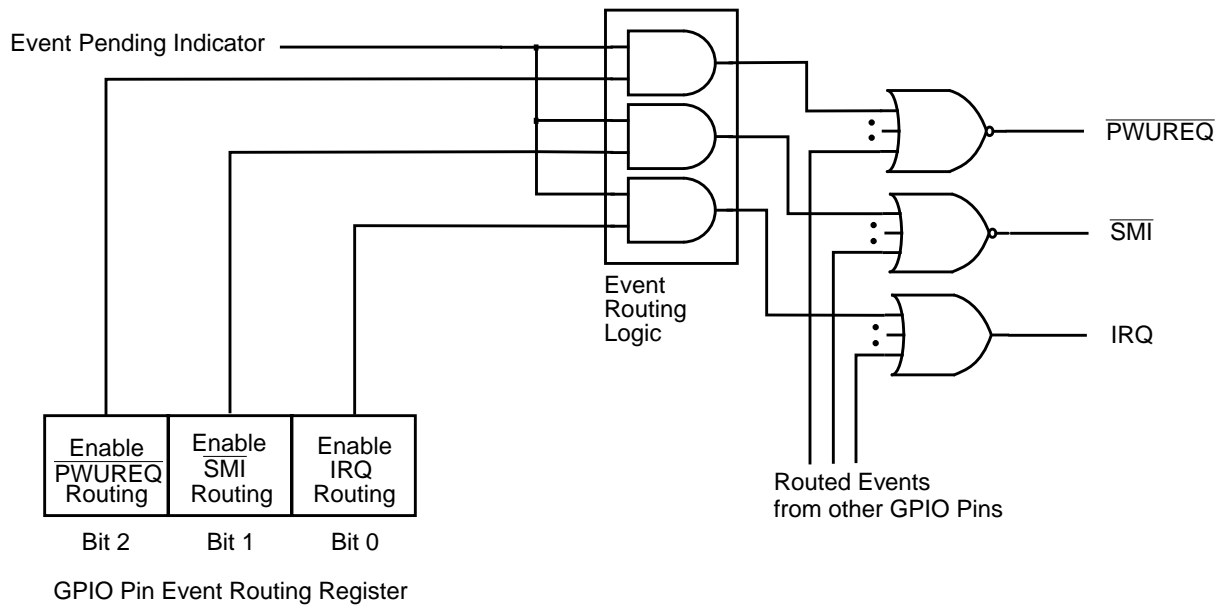 Event Pending Indicator
PWUREQ
SMI
IRQ
Event
Routing
Logic
Enable
PWUREQ
Routing
Enable
SMI
Routing
Enable
IRQ
Routing
Routed Events
from other GPIO Pins
Bit 2
Bit 1
Bit 0
GPIO Pin Event Routing Register